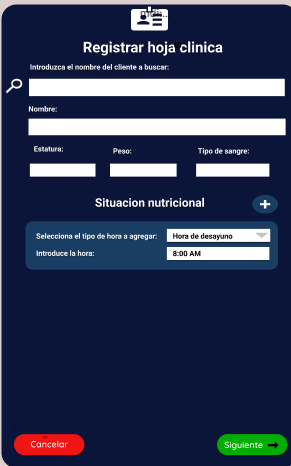 Registrar hoja clinica
Introduzca el nombre del cliente a buscar:
Nombre:
Estatura: Peso: Tipo de sangre:
Situacion nutricional
Selecciona el tipo de hora a agregar: Hora de desayuno
Introduce la hora: 8:00 AM
Cancelar Siguiente